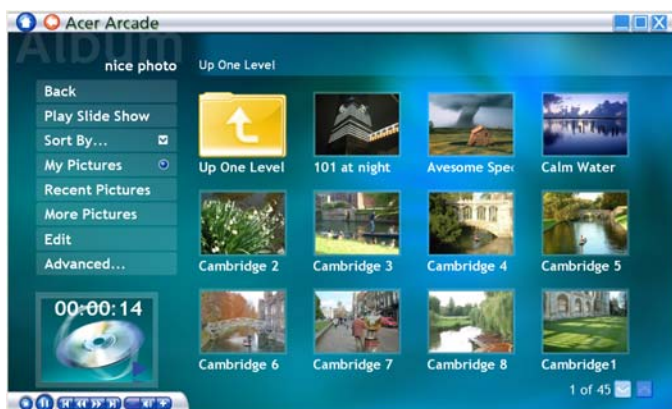 Acer Arcade
Album
nice photo
Up One Level
Back
Play Slide Show
Sort By...
My Pictures
Recent Pictures
More Pictures
Edit
Advanced...
00:00:14
Up One Level
101 at night
Avesome Spe
Calm Water
Cambridge 2
Cambridge 3
Cambridge 4
Cambridge 5
Cambridge 6
Cambridge 7
Cambridge 8
Cambridge1
1 of 45